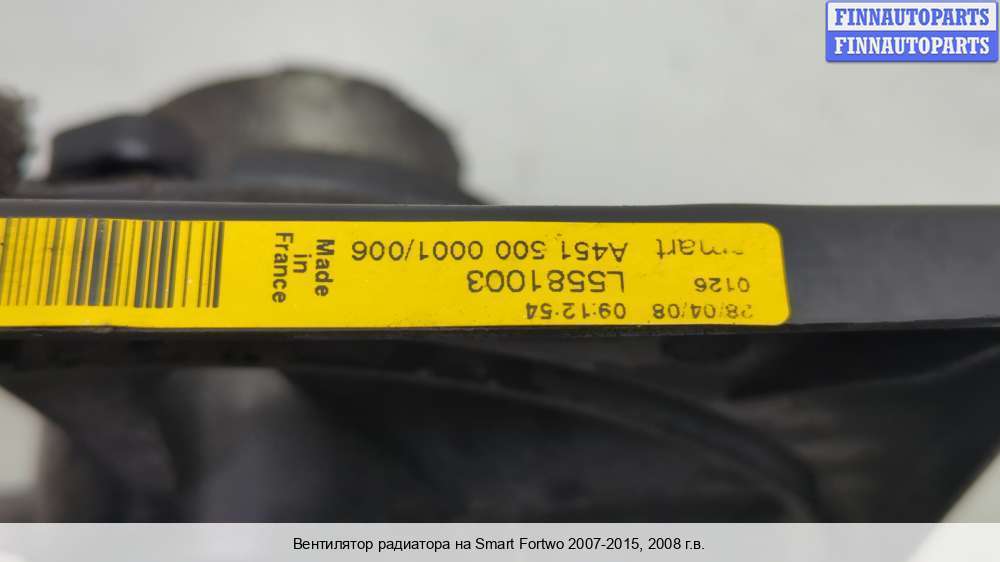 FINNAUTOPARTS
FINNAUTOPARTS
smart A451 500 0001/006
0126 L5581003
28/04/08 09:12:54
Made
in
France
Вентилятор радиатора на Smart Fortwo 2007-2015, 2008 г.в.